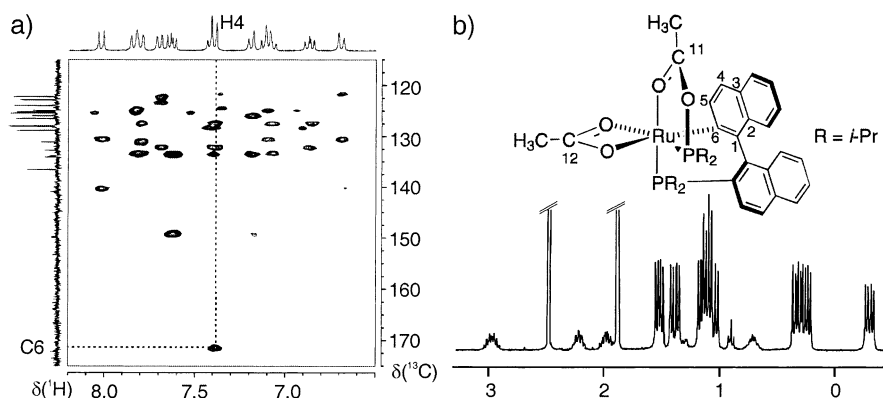 a)
H4
120
130
140
150
160
170
C6
δ(¹H)
8.0
7.5
7.0
δ(¹³C)
b)
CH₃
C 11
O
O
4
3
5
6
2
1
H₃C
C 12
O
O
Ru
PR₂
PR₂
R = i-Pr
3
2
1
0